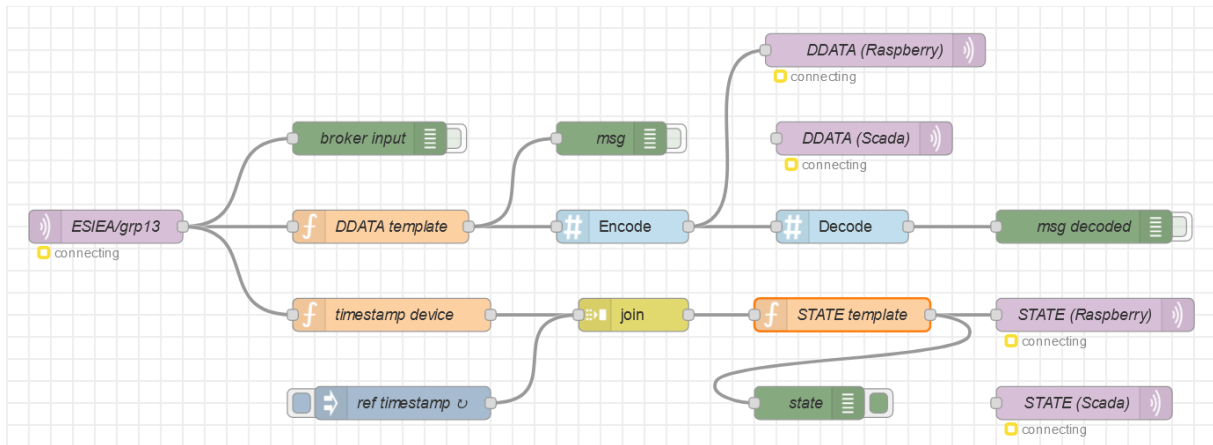 DDATA (Raspberry)
connecting
broker input
msg
DDATA (Scada)
connecting
ESIEA/grp13
connecting
DDATA template
Encode
Decode
msg decoded
timestamp device
join
STATE template
STATE (Raspberry)
connecting
ref timestamp ↻
state
STATE (Scada)
connecting